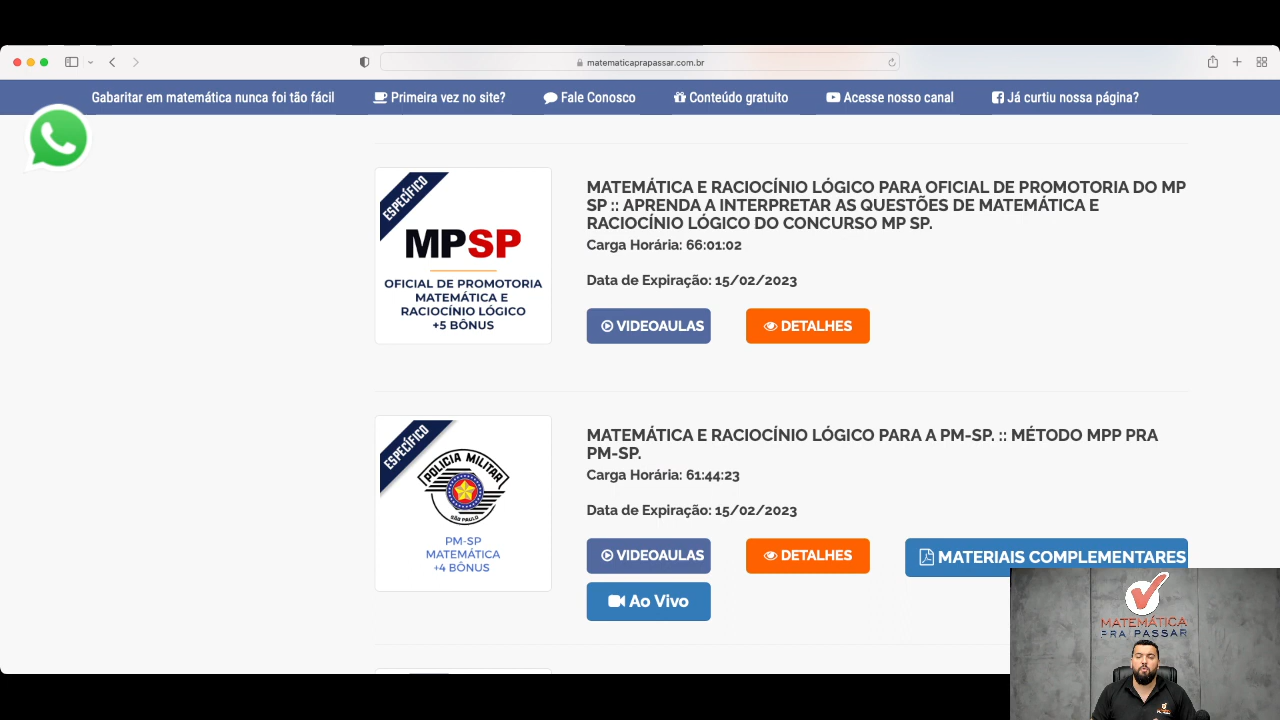 matematicaprapassar.com.br
Gabaritar em matemática nunca foi tão fácil
Primeira vez no site?
Fale Conosco
Conteúdo gratuito
Acesse nosso canal
Já curtiu nossa página?
ESPECÍFICO
MPSP
OFICIAL DE PROMOTORIA
MATEMÁTICA E
RACIOCÍNIO LÓGICO
+5 BÔNUS
MATEMÁTICA E RACIOCÍNIO LÓGICO PARA OFICIAL DE PROMOTORIA DO MP
SP :: APRENDA A INTERPRETAR AS QUESTÕES DE MATEMÁTICA E
RACIOCÍNIO LÓGICO DO CONCURSO MP SP.
Carga Horária: 66:01:02
Data de Expiração: 15/02/2023
VIDEOAULAS
DETALHES
ESPECÍFICO
POLÍCIA MILITAR
SÃO PAULO
PM-SP
MATEMÁTICA
+4 BÔNUS
MATEMÁTICA E RACIOCÍNIO LÓGICO PARA A PM-SP. :: MÉTODO MPP PRA
PM-SP.
Carga Horária: 61:44:23
Data de Expiração: 15/02/2023
VIDEOAULAS
DETALHES
MATERIAIS COMPLEMENTARES
Ao Vivo
MATEMÁTICA
PRA PASSAR